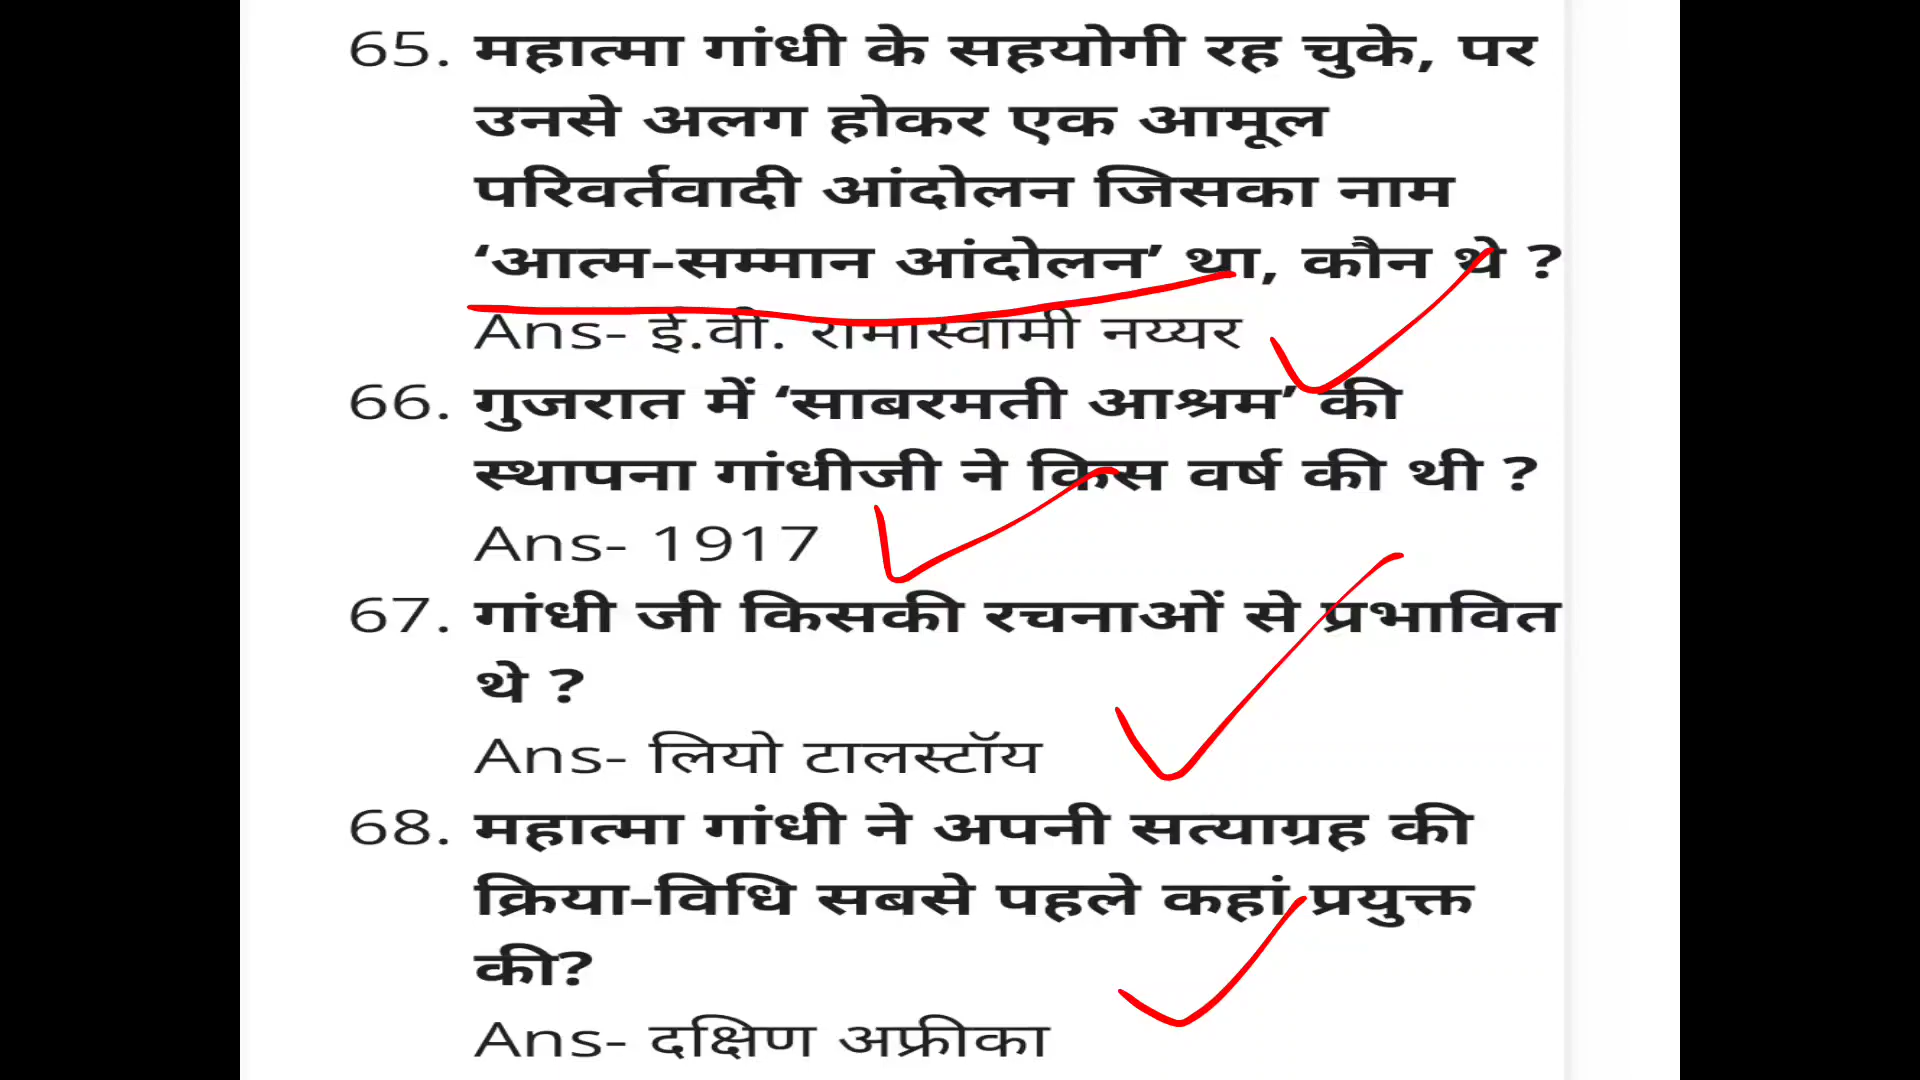 65. महात्मा गांधी के सहयोगी रह चुके, पर
उनसे अलग होकर एक आमूल
परिवर्तवादी आंदोलन जिसका नाम
‘आत्म-सम्मान आंदोलन’ था, कौन थे ?
Ans- ई.वी. रामास्वामी नय्यर
66. गुजरात में ‘साबरमती आश्रम’ की
स्थापना गांधीजी ने किस वर्ष की थी ?
Ans- 1917
67. गांधी जी किसकी रचनाओं से प्रभावित
थे ?
Ans- लियो टालस्टॉय
68. महात्मा गांधी ने अपनी सत्याग्रह की
क्रिया-विधि सबसे पहले कहां प्रयुक्त
की?
Ans- दक्षिण अफ्रीका